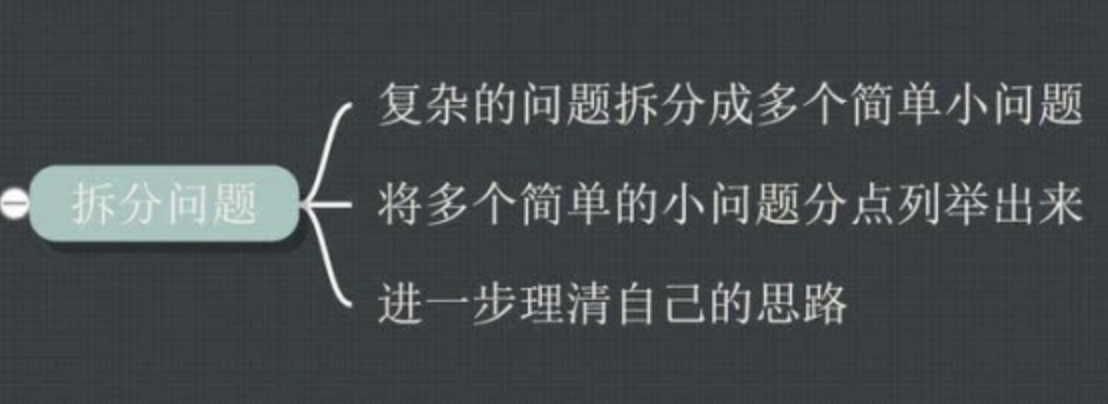 复杂的问题拆分成多个简单小问题
拆分问题
将多个简单的小问题分点列举出来
进一步理清自己的思路